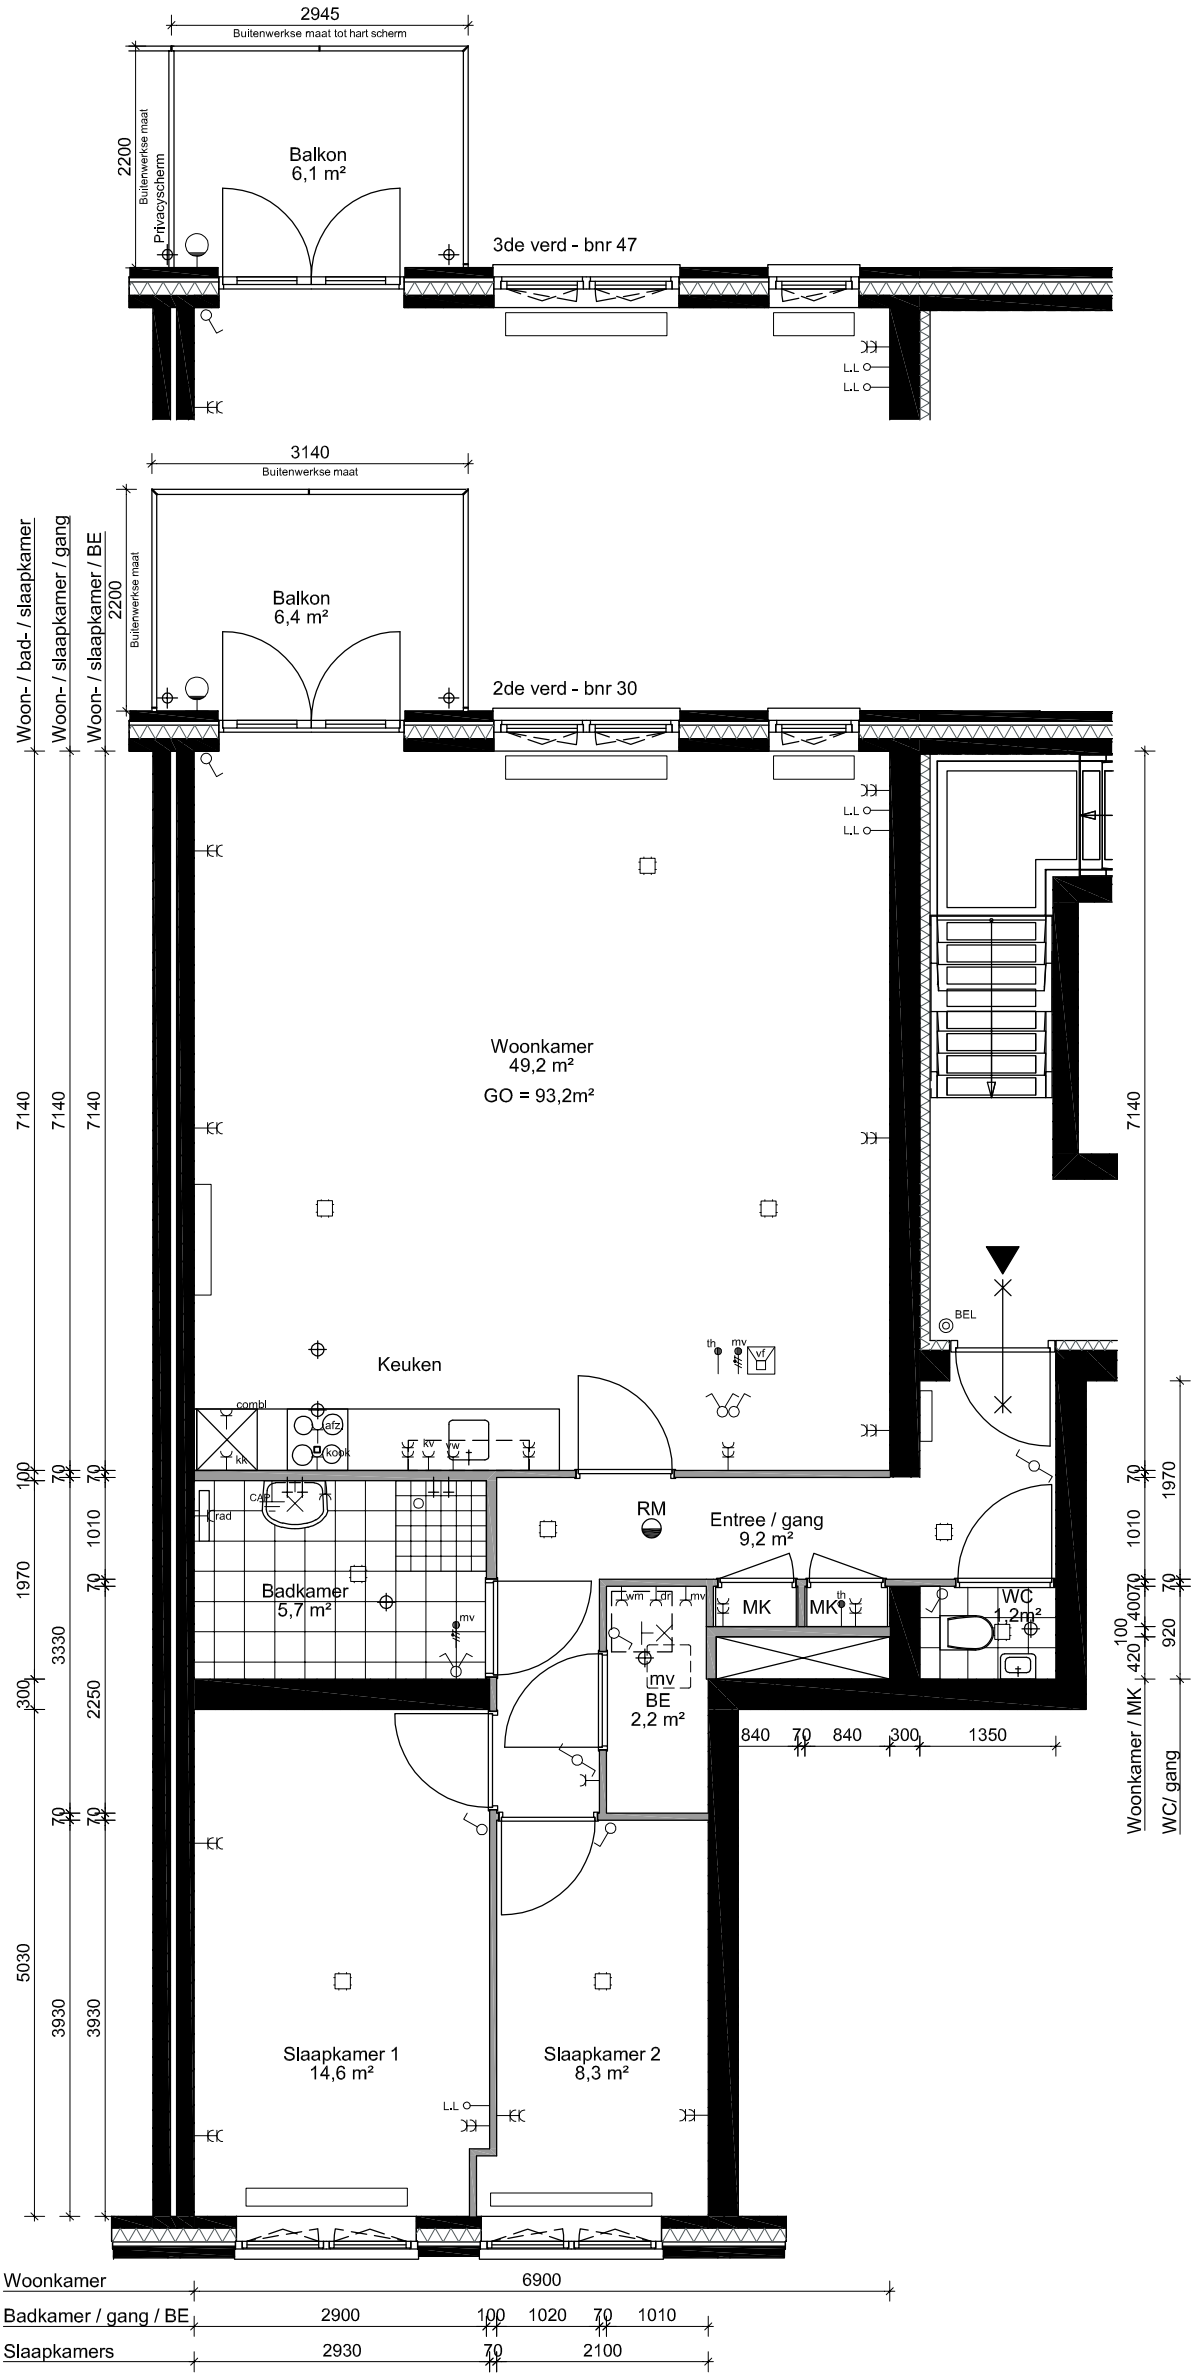 2945
Buitenwerkse maat tot hart scherm
2200
Buitenwerkse maat
Privacyscherm
Balkon
6,1 m²
3de verd - bnr 47
L.L
L.L
3140
Buitenwerkse maat
Woon- / bad- / slaapkamer
Woon- / slaapkamer / gang
Woon- / slaapkamer / BE
2200
Buitenwerkse maat
Balkon
6,4 m²
2de verd - bnr 30
L.L
L.L
Woonkamer
49,2 m²
GO = 93,2m²
7140
7140
7140
7140
BEL
th
mv
vf
Keuken
combi
afz
kook
kk
kv
vw
100
70
70
70
1970
1010
1970
1010
CAP
rad
RM
Entree / gang
9,2 m²
Badkamer
5,7 m²
mv
wm
dr
mv
MK
MK
th
WC
1,2m²
70
70
70
400
100
420
920
3330
300
2250
mv
BE
2,2 m²
840
70
840
300
1350
Woonkamer / MK
WC/ gang
70
70
5030
3930
3930
Slaapkamer 1
14,6 m²
Slaapkamer 2
8,3 m²
L.L
Woonkamer
6900
Badkamer / gang / BE
2900
100
1020
70
1010
Slaapkamers
2930
70
2100